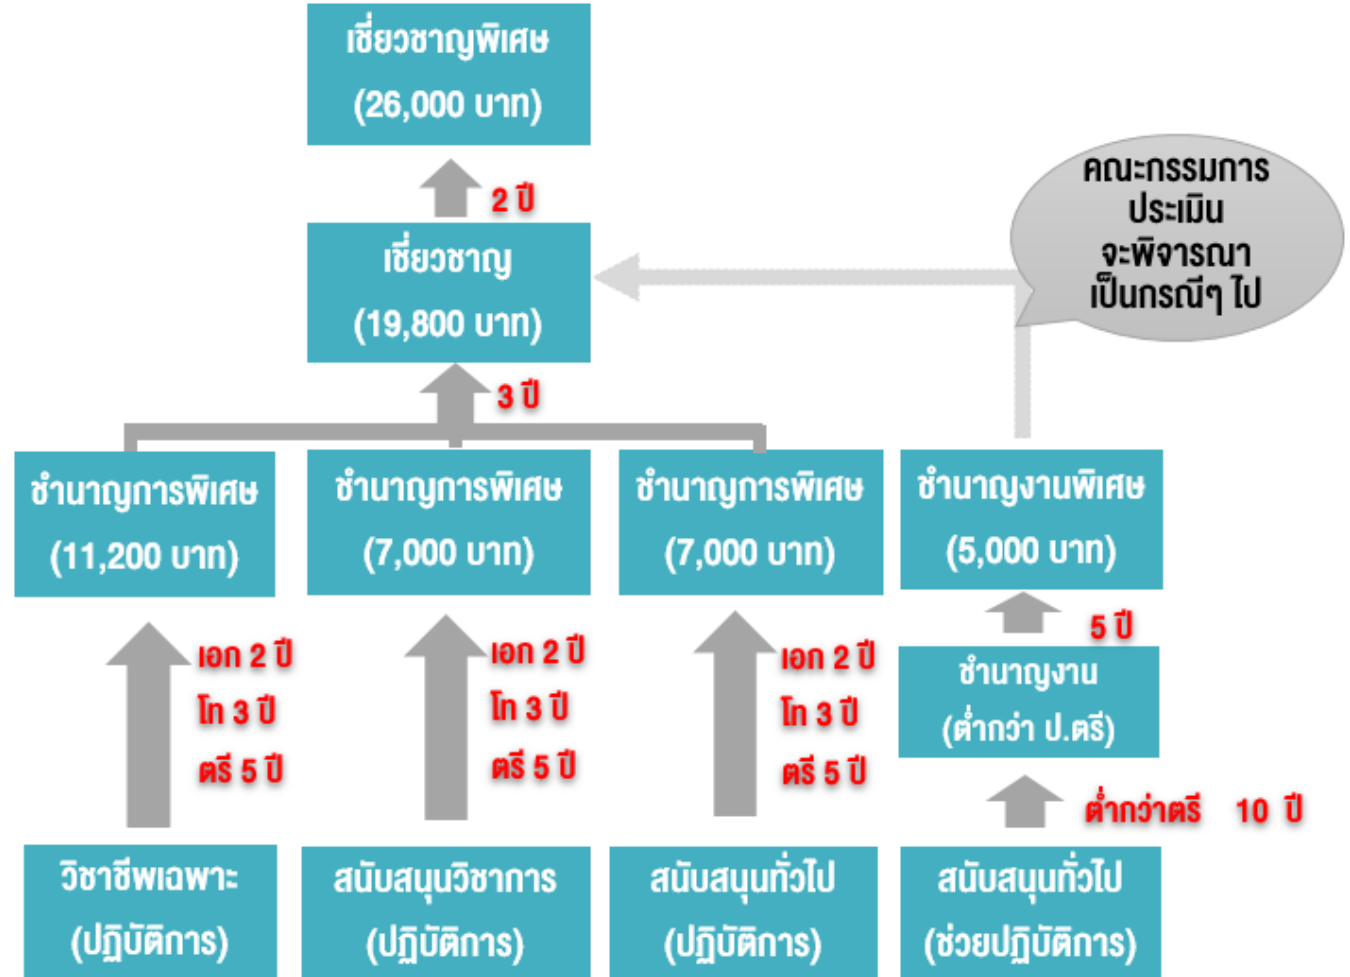 เชี่ยวชาญพิเศษ
(26,000 บาท)
2 ปี
เชี่ยวชาญ
(19,800 บาท)
คณะกรรมการ
ประเมิน
จะพิจารณา
เป็นกรณีๆ ไป
3 ปี
ชำนาญการพิเศษ
(11,200 บาท)
ชำนาญการพิเศษ
(7,000 บาท)
ชำนาญการพิเศษ
(7,000 บาท)
ชำนาญงานพิเศษ
(5,000 บาท)
เอก 2 ปี
โท 3 ปี
ตรี 5 ปี
เอก 2 ปี
โท 3 ปี
ตรี 5 ปี
เอก 2 ปี
โท 3 ปี
ตรี 5 ปี
5 ปี
ชำนาญงาน
(ต่ำกว่า ป.ตรี)
ต่ำกว่าตรี 10 ปี
วิชาชีพเฉพาะ
(ปฏิบัติการ)
สนับสนุนวิชาการ
(ปฏิบัติการ)
สนับสนุนทั่วไป
(ปฏิบัติการ)
สนับสนุนทั่วไป
(ช่วยปฏิบัติการ)